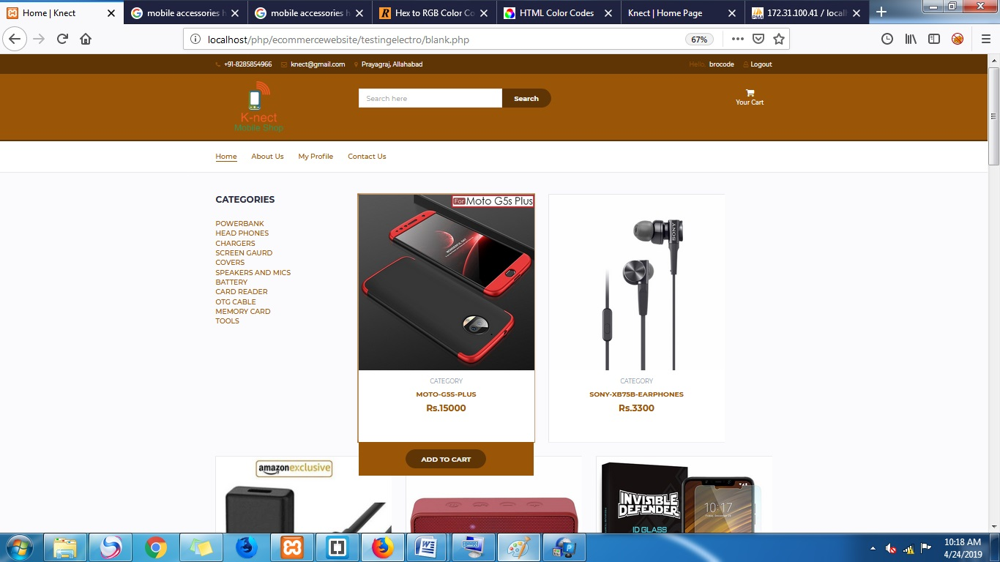 Home | Knect
mobile accessories h
mobile accessories h
Hex to RGB Color Co
HTML Color Codes
Knect | Home Page
172.31.100.41 / localh
localhost/php/ecommercewebsite/testingelectro/blank.php
67%
+91-8285854966
knect@gmail.com
Prayagraj, Allahabad
Hello, brocode
Logout
K-nect
Mobile Shop
Search here
Search
Your Cart
Home
About Us
My Profile
Contact Us
CATEGORIES
POWERBANK
HEAD PHONES
CHARGERS
SCREEN GAURD
COVERS
SPEAKERS AND MICS
BATTERY
CARD READER
OTG CABLE
MEMORY CARD
TOOLS
For Moto G5s Plus
CATEGORY
MOTO-G5S-PLUS
Rs.15000
ADD TO CART
SONY
CATEGORY
SONY-XB75B-EARPHONES
Rs.3300
amazonexclusive
INVISIBLE
DEFENDER
ID GLASS
10:17
10:18 AM
4/24/2019